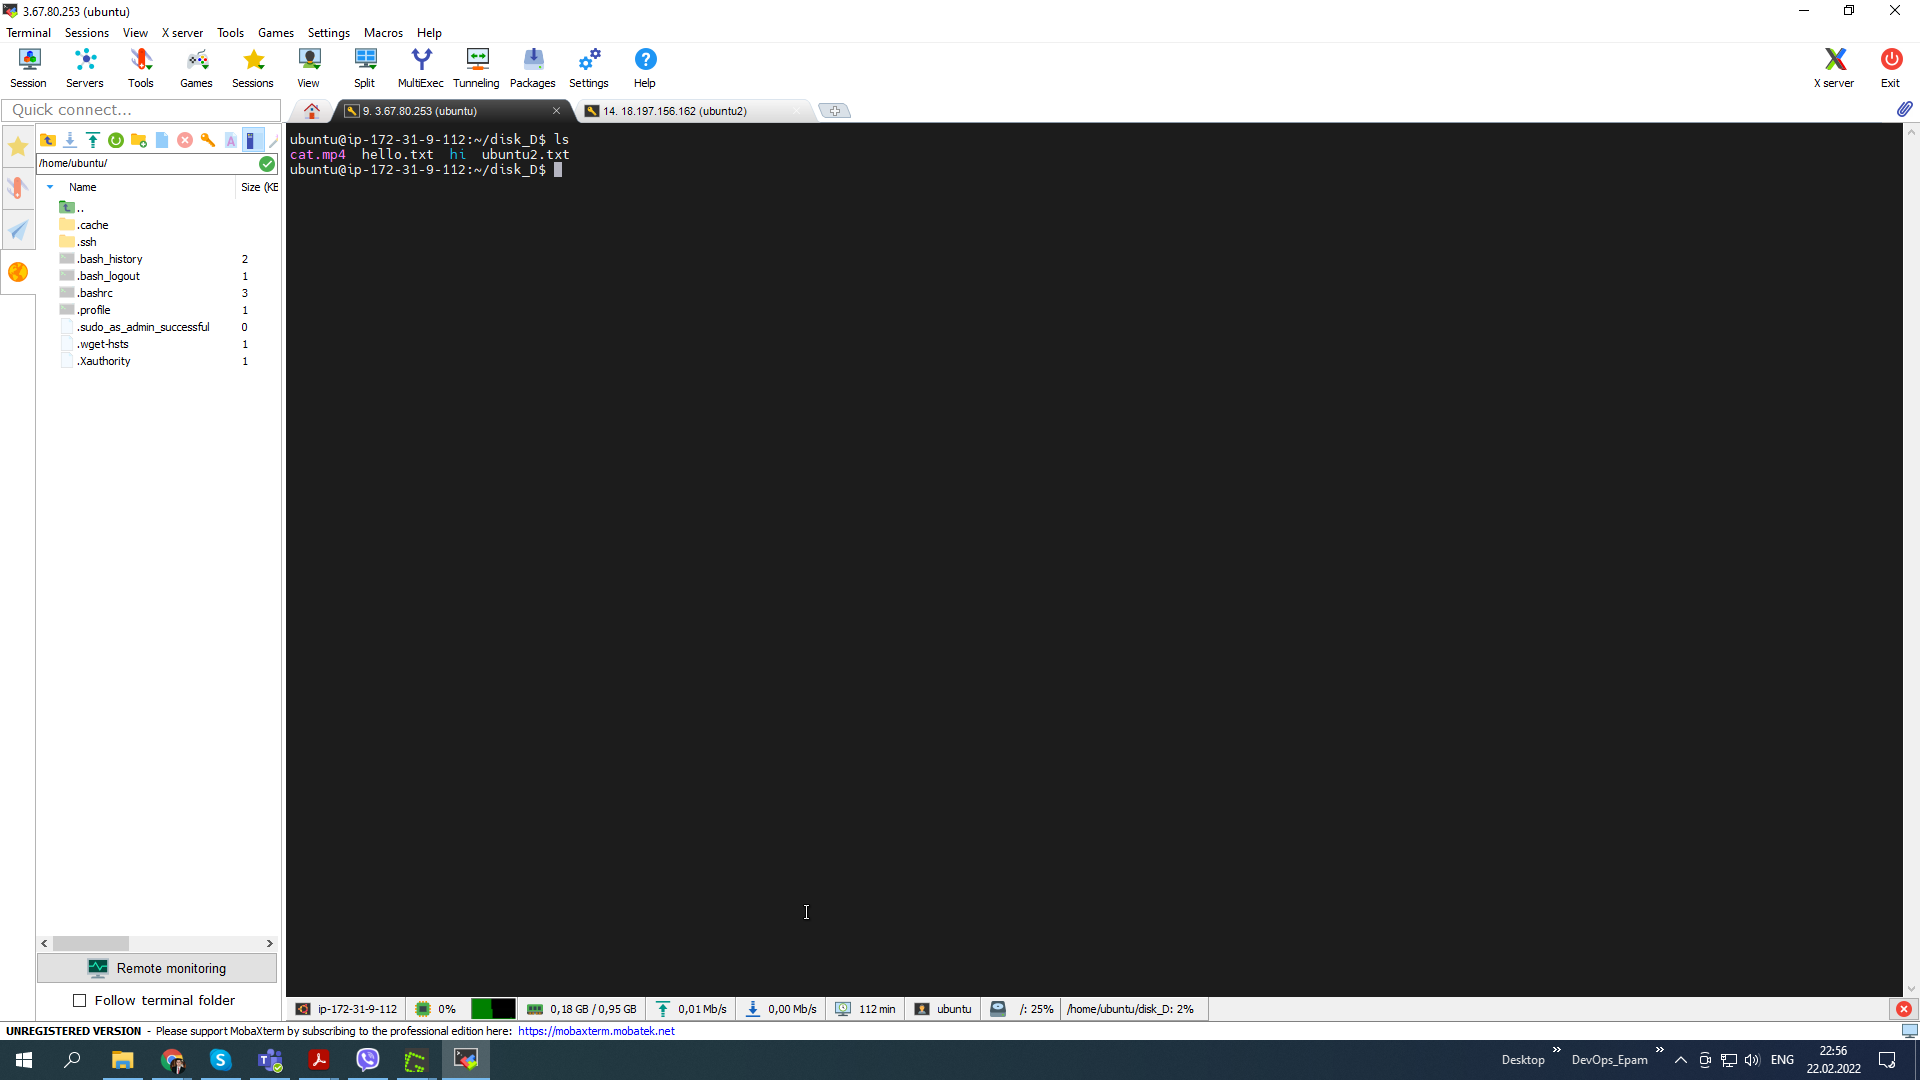 3.67.80.253 (ubuntu)
Terminal Sessions View X server Tools Games Settings Macros Help
Session Servers Tools Games Sessions View Split MultiExec Tunneling Packages Settings Help X server Exit
Quick connect... 9. 3.67.80.253 (ubuntu) 14. 18.197.156.162 (ubuntu2)
/home/ubuntu/
Name Size (KB
..
.cache
.ssh
.bash_history 2
.bash_logout 1
.bashrc 3
.profile 1
.sudo_as_admin_successful 0
.wget-hsts 1
.Xauthority 1
Remote monitoring
Follow terminal folder
ubuntu@ip-172-31-9-112:~/disk_D$ ls
cat.mp4 hello.txt hi ubuntu2.txt
ubuntu@ip-172-31-9-112:~/disk_D$
ip-172-31-9-112 0% 0,18 GB / 0,95 GB 0,01 Mb/s 0,00 Mb/s 112 min ubuntu /: 25% /home/ubuntu/disk_D: 2%
UNREGISTERED VERSION - Please support MobaXterm by subscribing to the professional edition here: https://mobaxterm.mobatek.net
Desktop » DevOps_Epam » ENG 22:56
22.02.2022